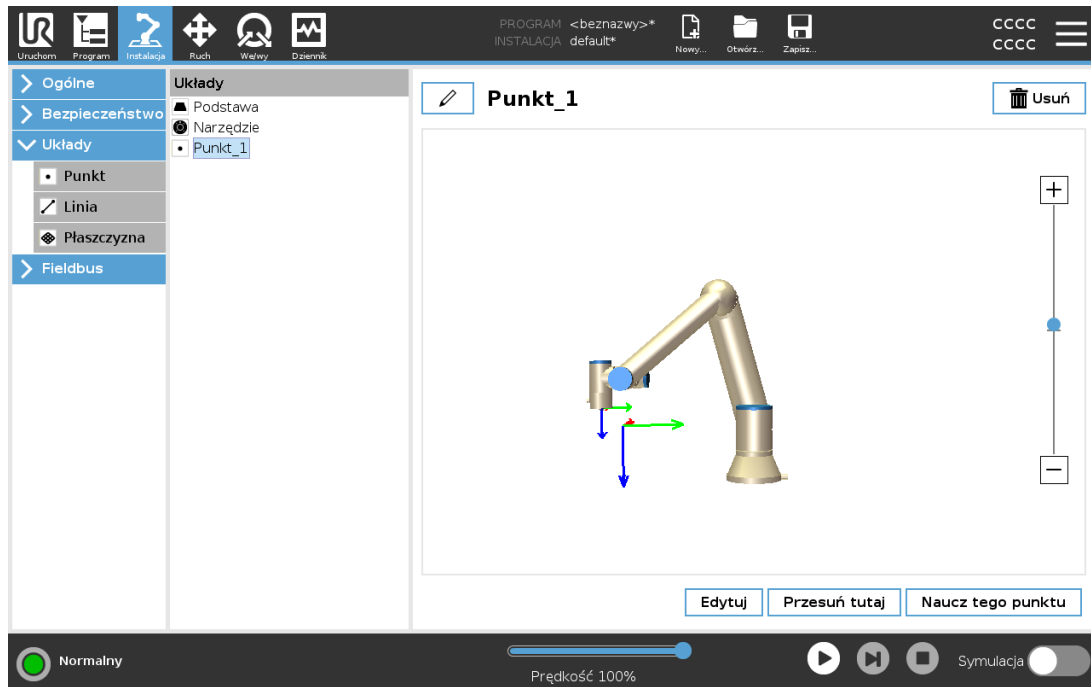 Uruchom
Program
Instalacja
Ruch
We/wy
Dziennik
PROGRAM <beznazwy>*
INSTALACJA default*
Nowy...
Otwórz...
Zapisz...
CCCC
CCCC
Ogólne
Bezpieczeństwo
Układy
Punkt
Linia
Płaszczyzna
Fieldbus
Układy
Podstawa
Narzędzie
Punkt_1
Punkt_1
Usuń
Edytuj
Przesuń tutaj
Naucz tego punktu
Normalny
Prędkość 100%
Symulacja